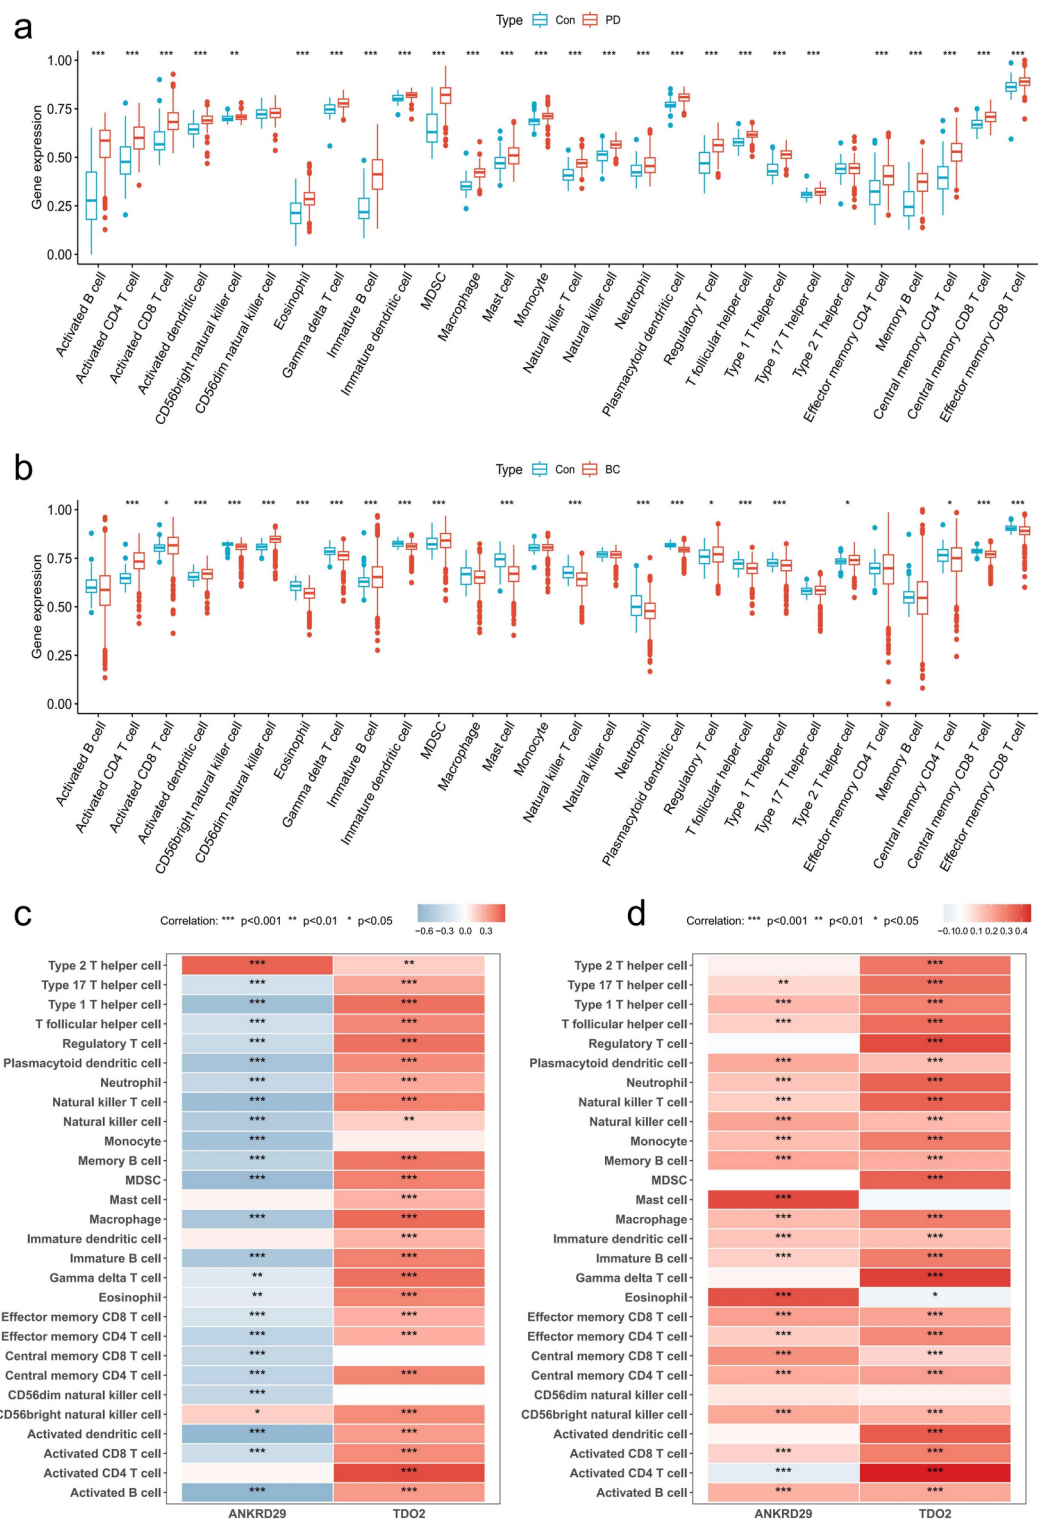 a
Type Con PD
*** *** *** *** ** *** *** *** *** *** *** *** *** *** *** *** *** *** *** *** *** *** *** *** *** ***
Gene expression
1.00
0.75
0.50
0.25
0.00
Activated B cell
Activated CD4 T cell
Activated CD8 T cell
Activated dendritic cell
CD56bright natural killer cell
CD56dim natural killer cell
Eosinophil
Gamma delta T cell
Immature B cell
Immature dendritic cell
MDSC
Macrophage
Mast cell
Monocyte
Natural killer T cell
Natural killer cell
Neutrophil
Plasmacytoid dendritic cell
Regulatory T cell
T follicular helper cell
Type 1 T helper cell
Type 17 T helper cell
Type 2 T helper cell
Effector memory CD4 T cell
Memory B cell
Central memory CD4 T cell
Central memory CD8 T cell
Effector memory CD8 T cell
b
Type Con BC
*** * *** *** *** *** *** *** *** *** *** *** *** *** * *** *** * * *** ***
Gene expression
1.00
0.75
0.50
0.25
0.00
Activated B cell
Activated CD4 T cell
Activated CD8 T cell
Activated dendritic cell
CD56bright natural killer cell
CD56dim natural killer cell
Eosinophil
Gamma delta T cell
Immature B cell
Immature dendritic cell
MDSC
Macrophage
Mast cell
Monocyte
Natural killer T cell
Natural killer cell
Neutrophil
Plasmacytoid dendritic cell
Regulatory T cell
T follicular helper cell
Type 1 T helper cell
Type 17 T helper cell
Type 2 T helper cell
Effector memory CD4 T cell
Memory B cell
Central memory CD4 T cell
Central memory CD8 T cell
Effector memory CD8 T cell
c
Correlation: *** p<0.001 ** p<0.01 * p<0.05
−0.6 −0.3 0.0 0.3
Type 2 T helper cell *** **
Type 17 T helper cell *** ***
Type 1 T helper cell *** ***
T follicular helper cell *** ***
Regulatory T cell *** ***
Plasmacytoid dendritic cell *** ***
Neutrophil *** ***
Natural killer T cell *** ***
Natural killer cell *** **
Monocyte ***
Memory B cell *** ***
MDSC *** ***
Mast cell ***
Macrophage *** ***
Immature dendritic cell ***
Immature B cell *** ***
Gamma delta T cell ** ***
Eosinophil ** ***
Effector memory CD8 T cell *** ***
Effector memory CD4 T cell *** ***
Central memory CD8 T cell ***
Central memory CD4 T cell *** ***
CD56dim natural killer cell ***
CD56bright natural killer cell * ***
Activated dendritic cell *** ***
Activated CD8 T cell *** ***
Activated CD4 T cell ***
Activated B cell *** ***
ANKRD29 TDO2
d
Correlation: *** p<0.001 ** p<0.01 * p<0.05
−0.10.0 0.1 0.2 0.3 0.4
Type 2 T helper cell ***
Type 17 T helper cell ** ***
Type 1 T helper cell *** ***
T follicular helper cell *** ***
Regulatory T cell ***
Plasmacytoid dendritic cell *** ***
Neutrophil *** ***
Natural killer T cell *** ***
Natural killer cell *** ***
Monocyte *** ***
Memory B cell *** ***
MDSC ***
Mast cell ***
Macrophage *** ***
Immature dendritic cell *** ***
Immature B cell *** ***
Gamma delta T cell ***
Eosinophil *** *
Effector memory CD8 T cell *** ***
Effector memory CD4 T cell *** ***
Central memory CD8 T cell *** ***
Central memory CD4 T cell *** ***
CD56dim natural killer cell
CD56bright natural killer cell *** ***
Activated dendritic cell ***
Activated CD8 T cell *** ***
Activated CD4 T cell *** ***
Activated B cell *** ***
ANKRD29 TDO2